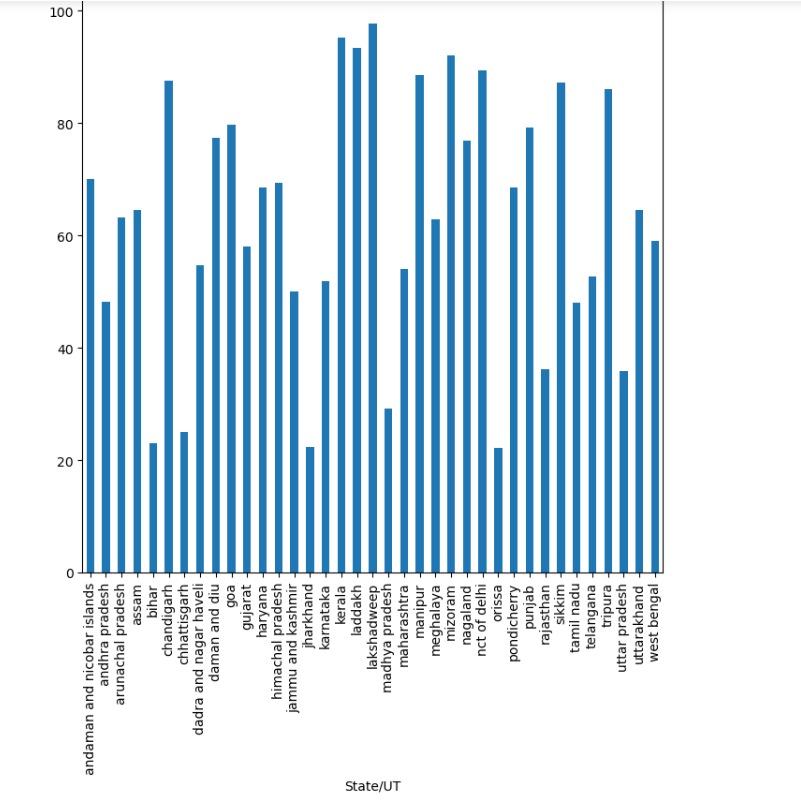 100
80
60
40
20
0
andaman and nicobar islands
andhra pradesh
arunachal pradesh
assam
bihar
chandigarh
chhattisgarh
dadra and nagar haveli
daman and diu
goa
gujarat
haryana
himachal pradesh
jammu and kashmir
jharkhand
karnataka
kerala
laddakh
lakshadweep
madhya pradesh
maharashtra
manipur
meghalaya
mizoram
nagaland
nct of delhi
orissa
pondicherry
punjab
rajasthan
sikkim
tamil nadu
telangana
tripura
uttar pradesh
uttarakhand
west bengal
State/UT